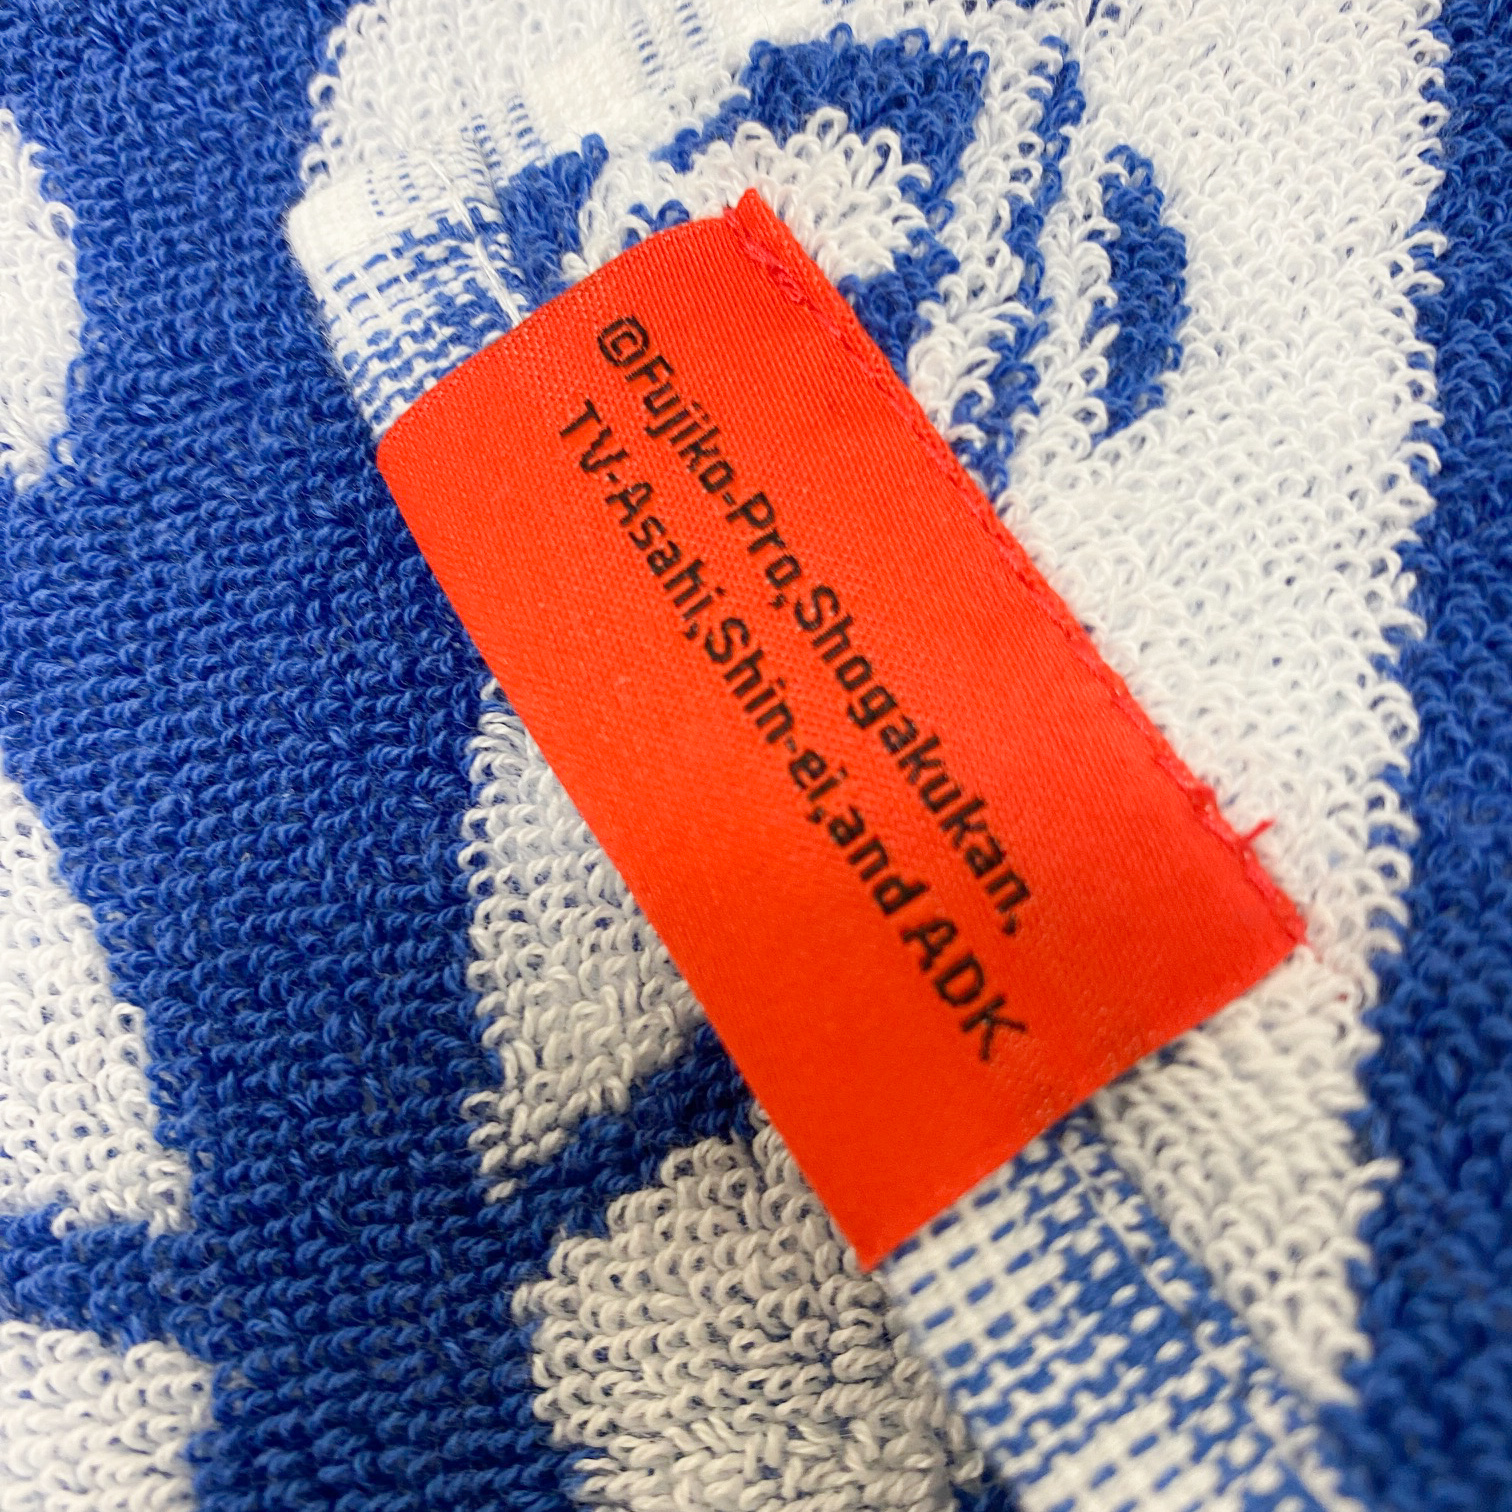 ©Fujiko-Pro,Shogakukan,
TV-Asahi,Shin-ei,and ADK